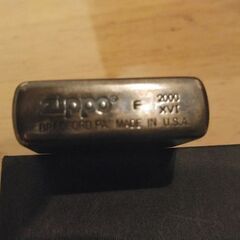 Zippo® F 2000 XVI
BRADFORD PA. MADE IN U.S.A